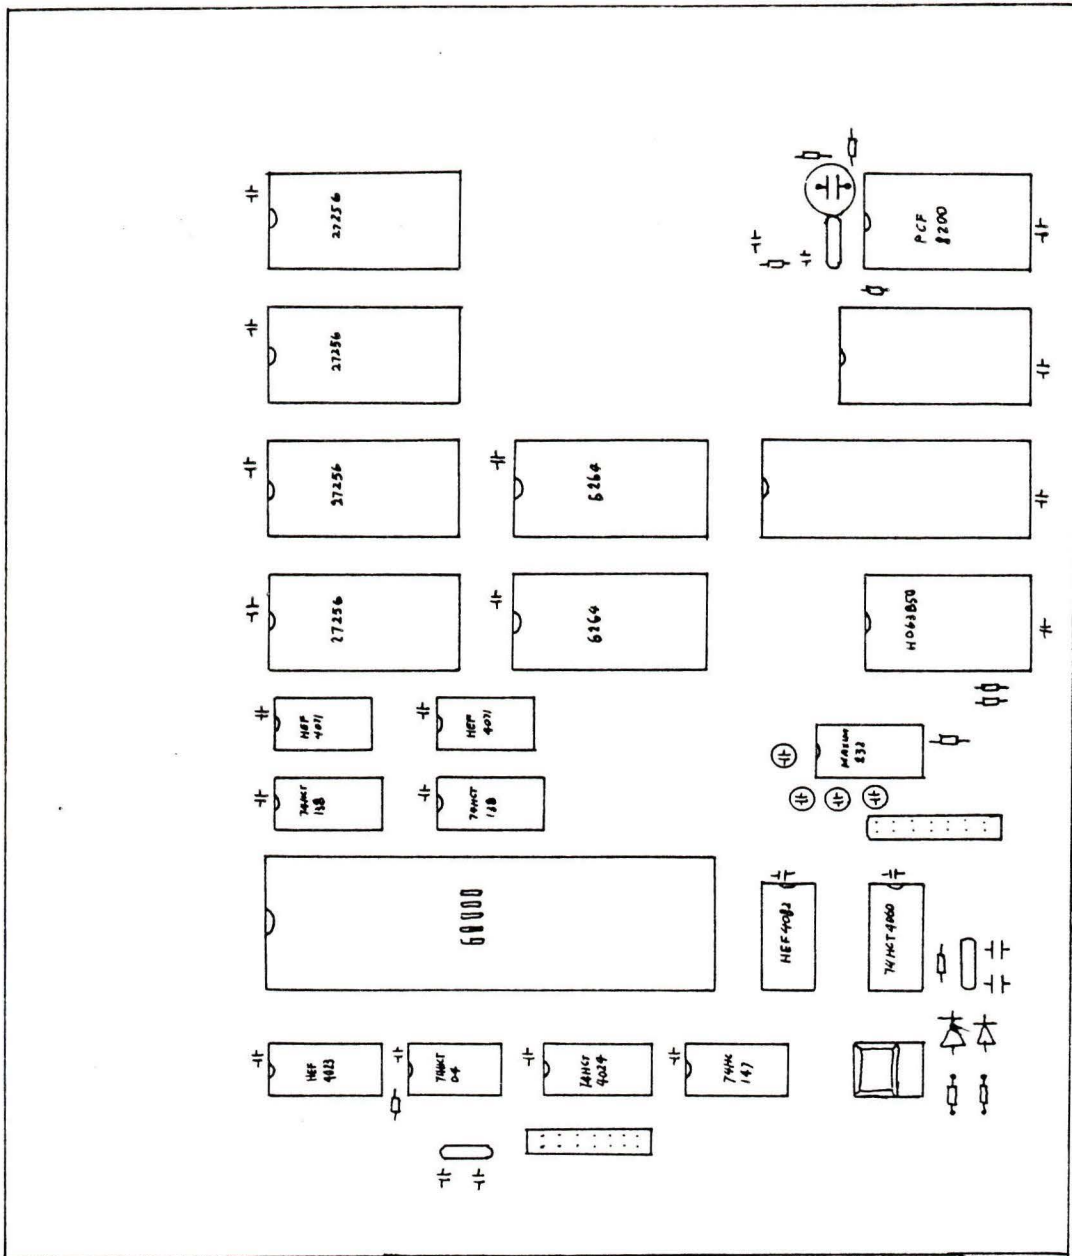 27256
PCF
8200
27256
27256
6264
27256
6264
HD63B50
HEF
4071
HEF
4071
MAXIM
232
74HCT
138
74HCT
138
68000
HEF4082
74HCT4060
HEF
4023
74HCT
04
74HCT
4024
74HC
147